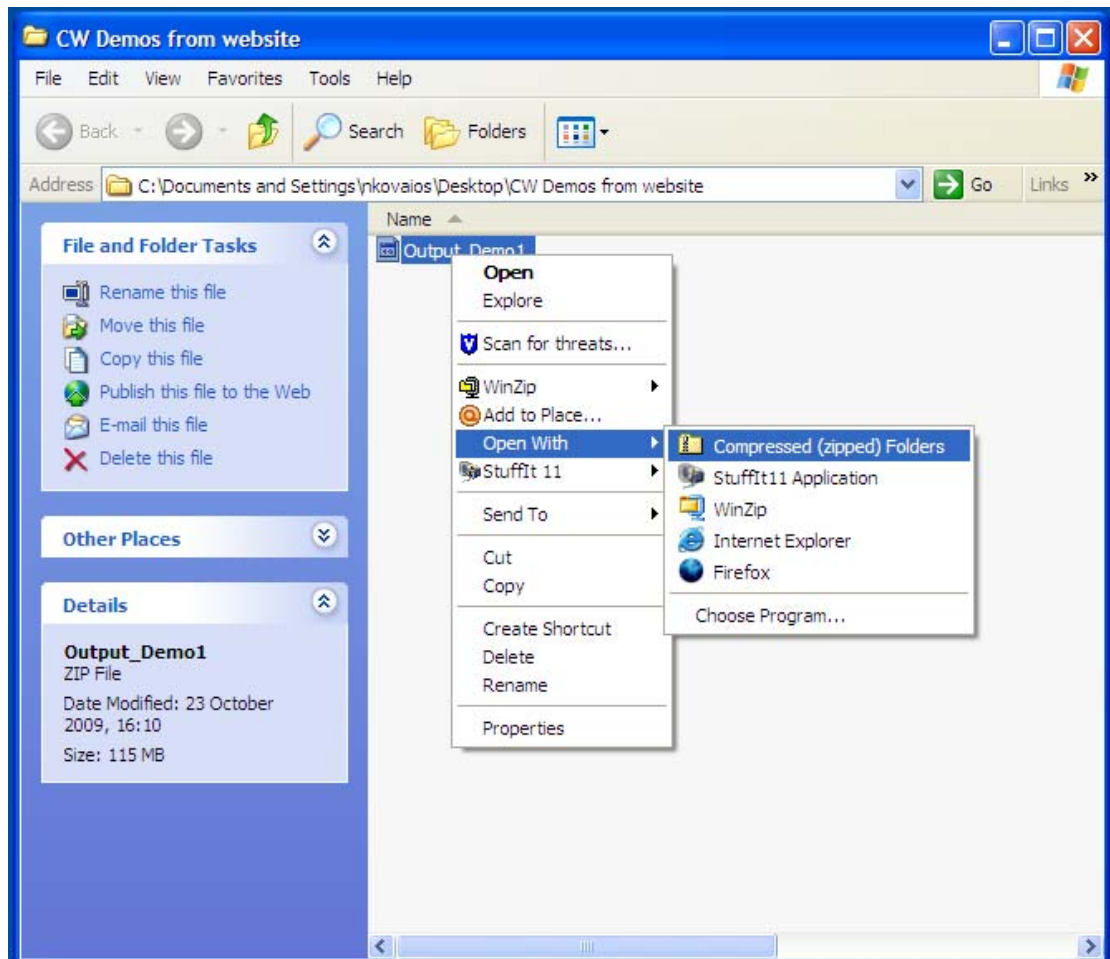 CW Demos from website
File Edit View Favorites Tools Help
Back Search Folders
Address C:\Documents and Settings\nkovaios\Desktop\CW Demos from website Go Links »
File and Folder Tasks
Rename this file
Move this file
Copy this file
Publish this file to the Web
E-mail this file
Delete this file
Other Places
Details
Output_Demo1
ZIP File
Date Modified: 23 October
2009, 16:10
Size: 115 MB
Name
Output_Demo1
Open
Explore
Scan for threats...
WinZip
Add to Place...
Open With
StuffIt 11
Send To
Cut
Copy
Create Shortcut
Delete
Rename
Properties
Compressed (zipped) Folders
StuffIt11 Application
WinZip
Internet Explorer
Firefox
Choose Program...